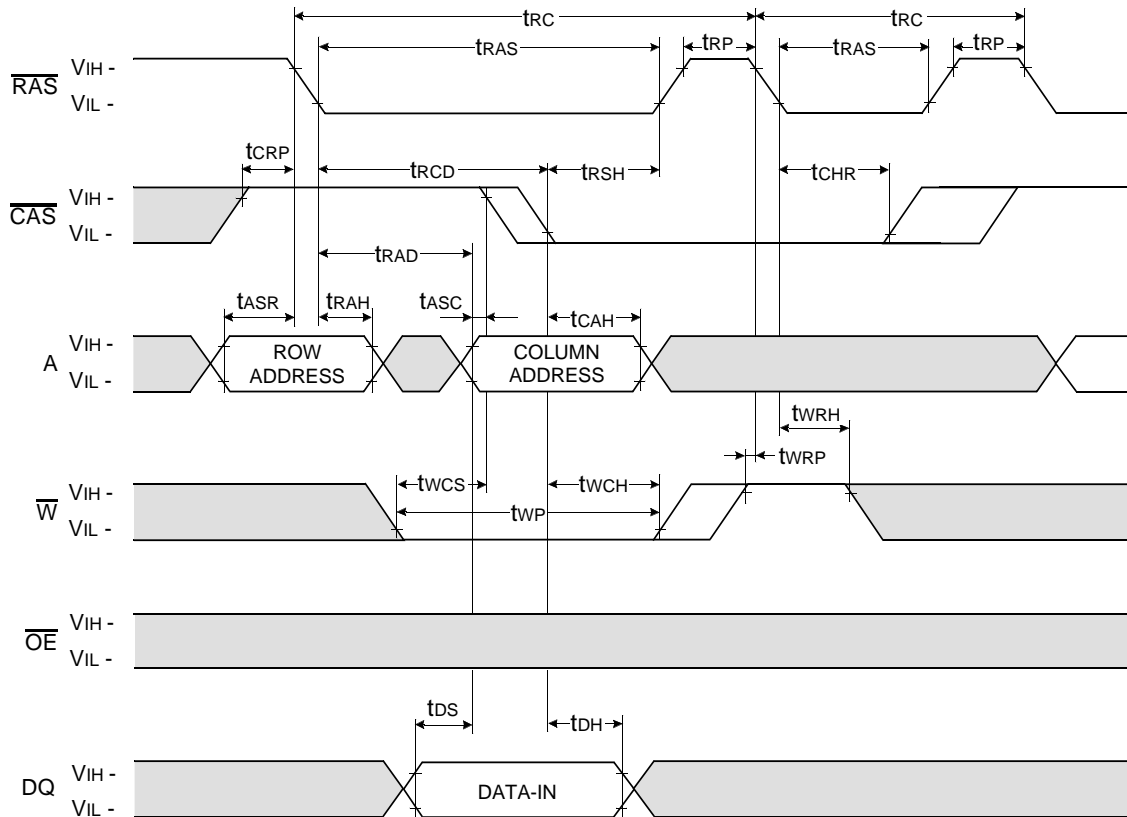 tRC tRC
tRAS tRP tRAS tRP
RAS VIH -
VIL -
tCRP tRCD tRSH tCHR
CAS VIH -
VIL -
tRAD
tASR tRAH tASC tCAH
A VIH -
VIL -
ROW
ADDRESS
COLUMN
ADDRESS
tWRH
tWRP
tWCS tWCH
W VIH -
VIL -
tWP
OE VIH -
VIL -
tDS tDH
DQ VIH -
VIL -
DATA-IN